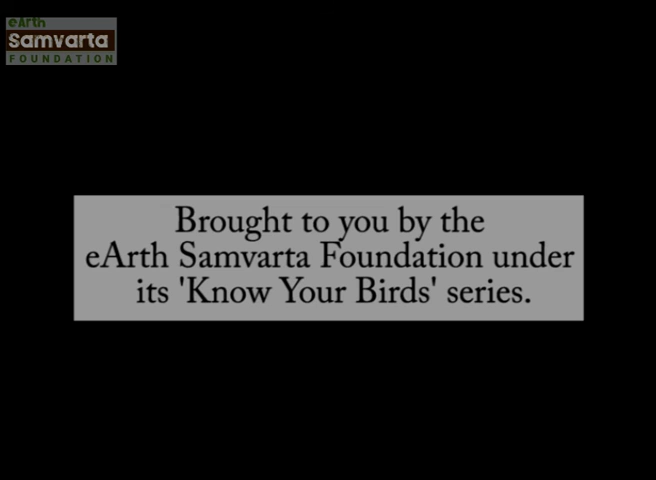 eArth
Samvarta
FOUNDATION
Brought to you by the
eArth Samvarta Foundation under
its 'Know Your Birds' series.